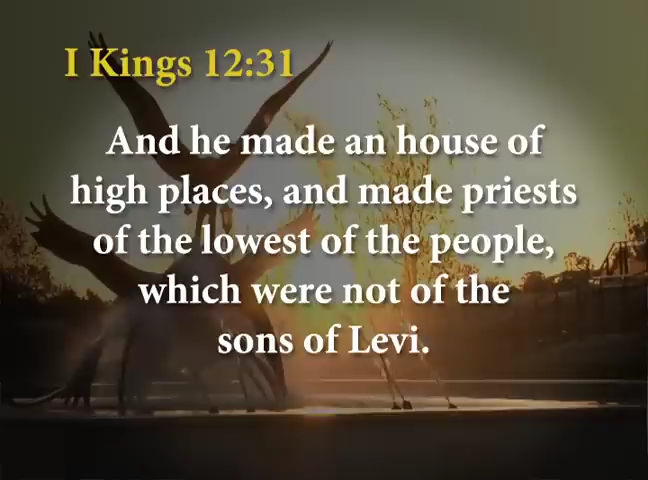 I Kings 12:31
And he made an house of
high places, and made priests
of the lowest of the people,
which were not of the
sons of Levi.